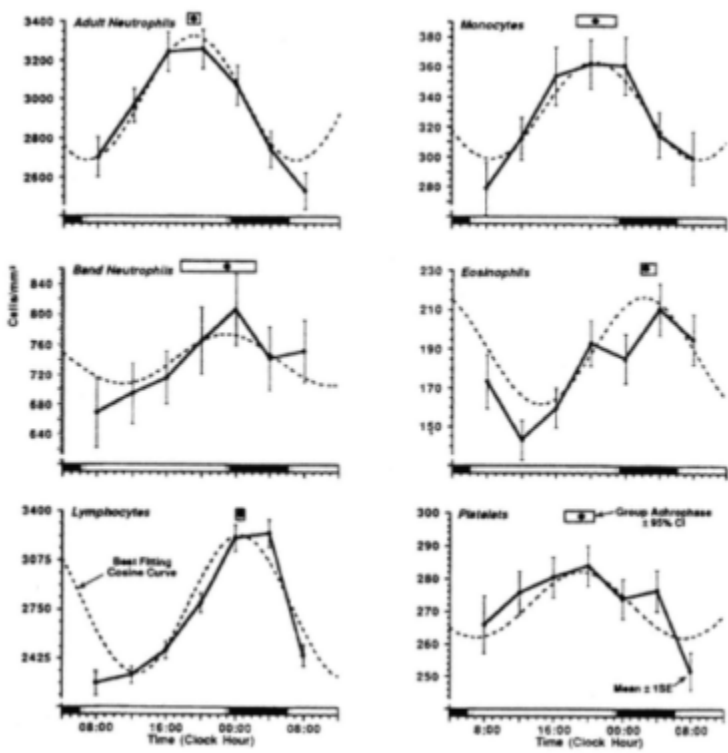 Adult Neutrophils
3400
3200
3000
2800
2600
Monocytes
380
360
340
320
300
280
Cells/mm³
Band Neutrophils
840
800
760
720
680
640
Eosinophils
230
210
190
170
150
Lymphocytes
3400
3075
2750
2425
Best Fitting
Cosine Curve
08:00 16:00 00:00 08:00
Time (Clock Hour)
Platelets
300
290
280
270
260
250
Group Achrophase
± 95% CI
Mean ± 1SE
8:00 16:00 00:00 08:00
Time (Clock Hour)